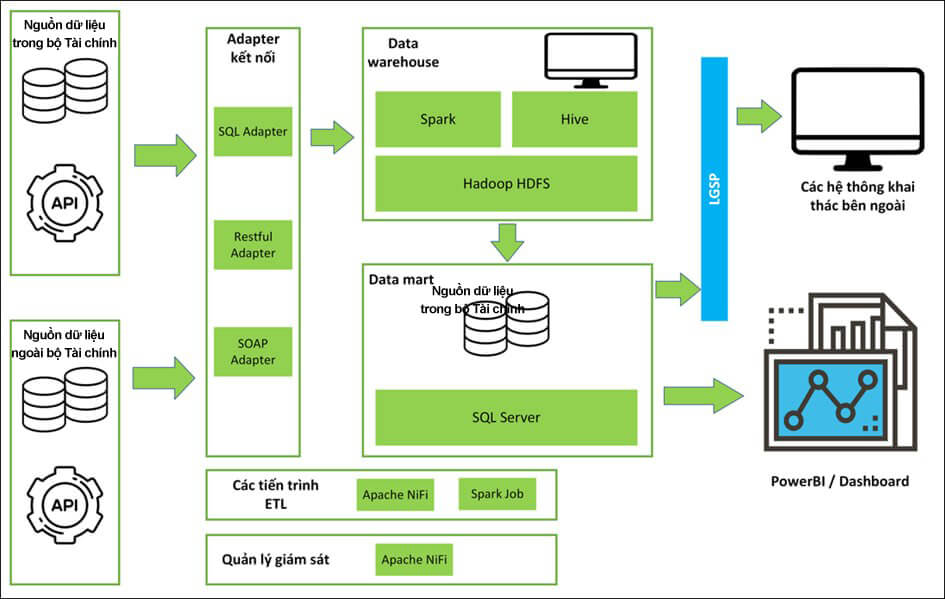 Nguồn dữ liệu
trong bộ Tài chính
API
Nguồn dữ liệu
ngoài bộ Tài chính
API
Adapter
kết nối
SQL Adapter
Restful
Adapter
SOAP
Adapter
Data
warehouse
Spark
Hive
Hadoop HDFS
Data mart
Nguồn dữ liệu
trong bộ Tài chính
SQL Server
LGSP
Các hệ thông khai
thác bên ngoài
PowerBI / Dashboard
Các tiến trình
ETL
Apache NiFi
Spark Job
Quản lý giám sát
Apache NiFi